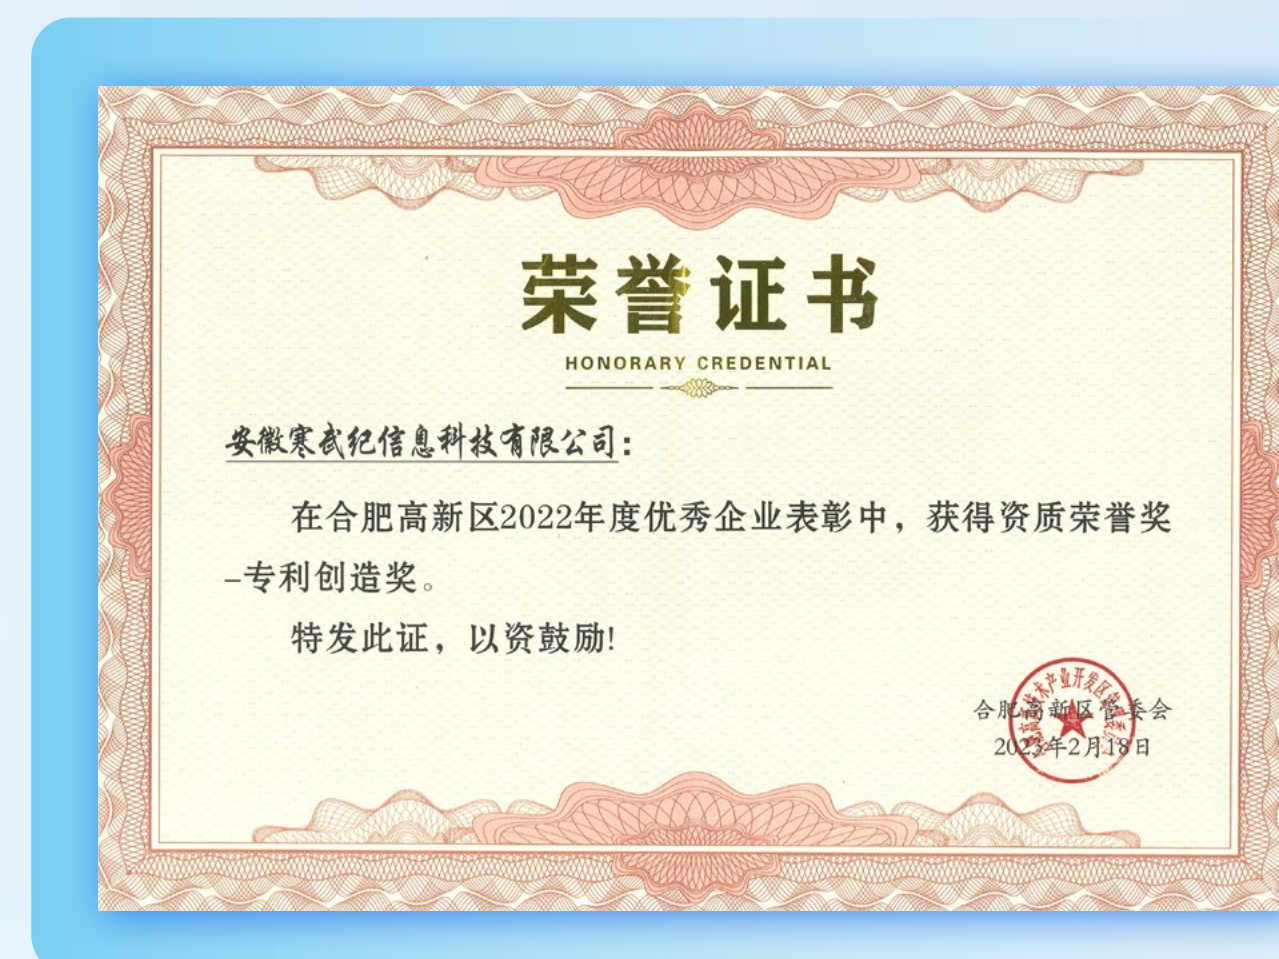 荣誉证书
HONORARY CREDENTIAL
安徽寒武纪信息科技有限公司：
在合肥高新区2022年度优秀企业表彰中，获得资质荣誉奖
–专利创造奖。
特发此证，以资鼓励!
合肥高新区管委会
2023年2月18日